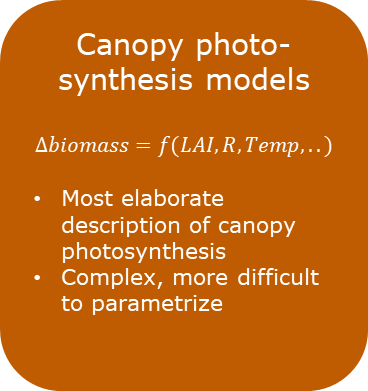 Canopy photo-
synthesis models
Δbiomass = f(LAI, R, Temp, . . )
• Most elaborate
description of canopy
photosynthesis
• Complex, more difficult
to parametrize